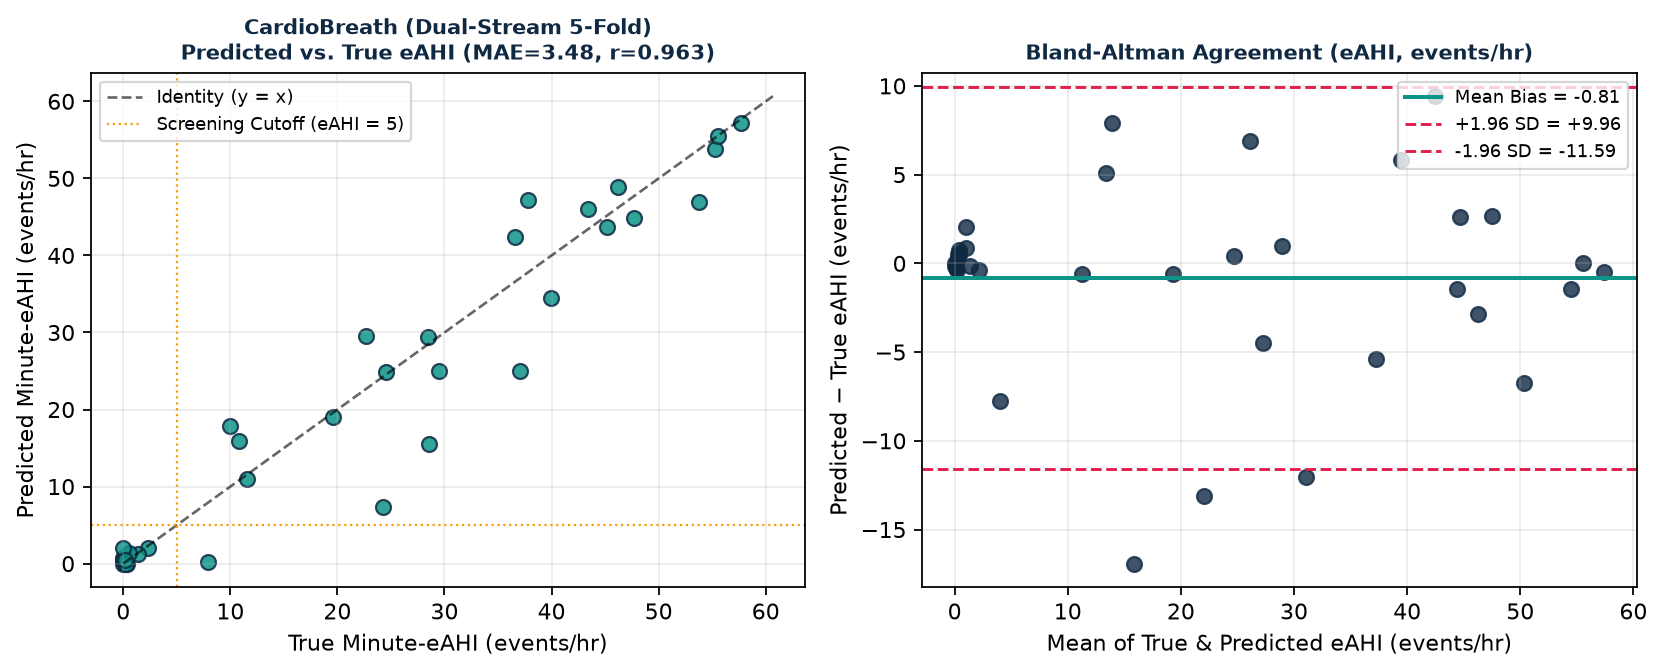 CardioBreath (Dual-Stream 5-Fold)
Predicted vs. True eAHI (MAE=3.48, r=0.963)
Identity (y = x)
Screening Cutoff (eAHI = 5)
Predicted Minute-eAHI (events/hr)
60
50
40
30
20
10
0
0 10 20 30 40 50 60
True Minute-eAHI (events/hr)
Bland-Altman Agreement (eAHI, events/hr)
Mean Bias = -0.81
+1.96 SD = +9.96
-1.96 SD = -11.59
Predicted − True eAHI (events/hr)
10
5
0
−5
−10
−15
0 10 20 30 40 50 60
Mean of True & Predicted eAHI (events/hr)